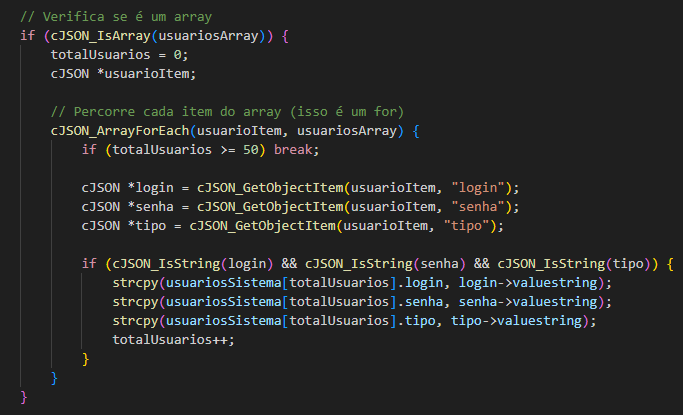 // Verifica se é um array
if (cJSON_IsArray(usuariosArray)) {
totalUsuarios = 0;
cJSON *usuarioItem;
// Percorre cada item do array (isso é um for)
cJSON_ArrayForEach(usuarioItem, usuariosArray) {
if (totalUsuarios >= 50) break;
cJSON *login = cJSON_GetObjectItem(usuarioItem, "login");
cJSON *senha = cJSON_GetObjectItem(usuarioItem, "senha");
cJSON *tipo = cJSON_GetObjectItem(usuarioItem, "tipo");
if (cJSON_IsString(login) && cJSON_IsString(senha) && cJSON_IsString(tipo)) {
strcpy(usuariosSistema[totalUsuarios].login, login->valuestring);
strcpy(usuariosSistema[totalUsuarios].senha, senha->valuestring);
strcpy(usuariosSistema[totalUsuarios].tipo, tipo->valuestring);
totalUsuarios++;
}
}
}